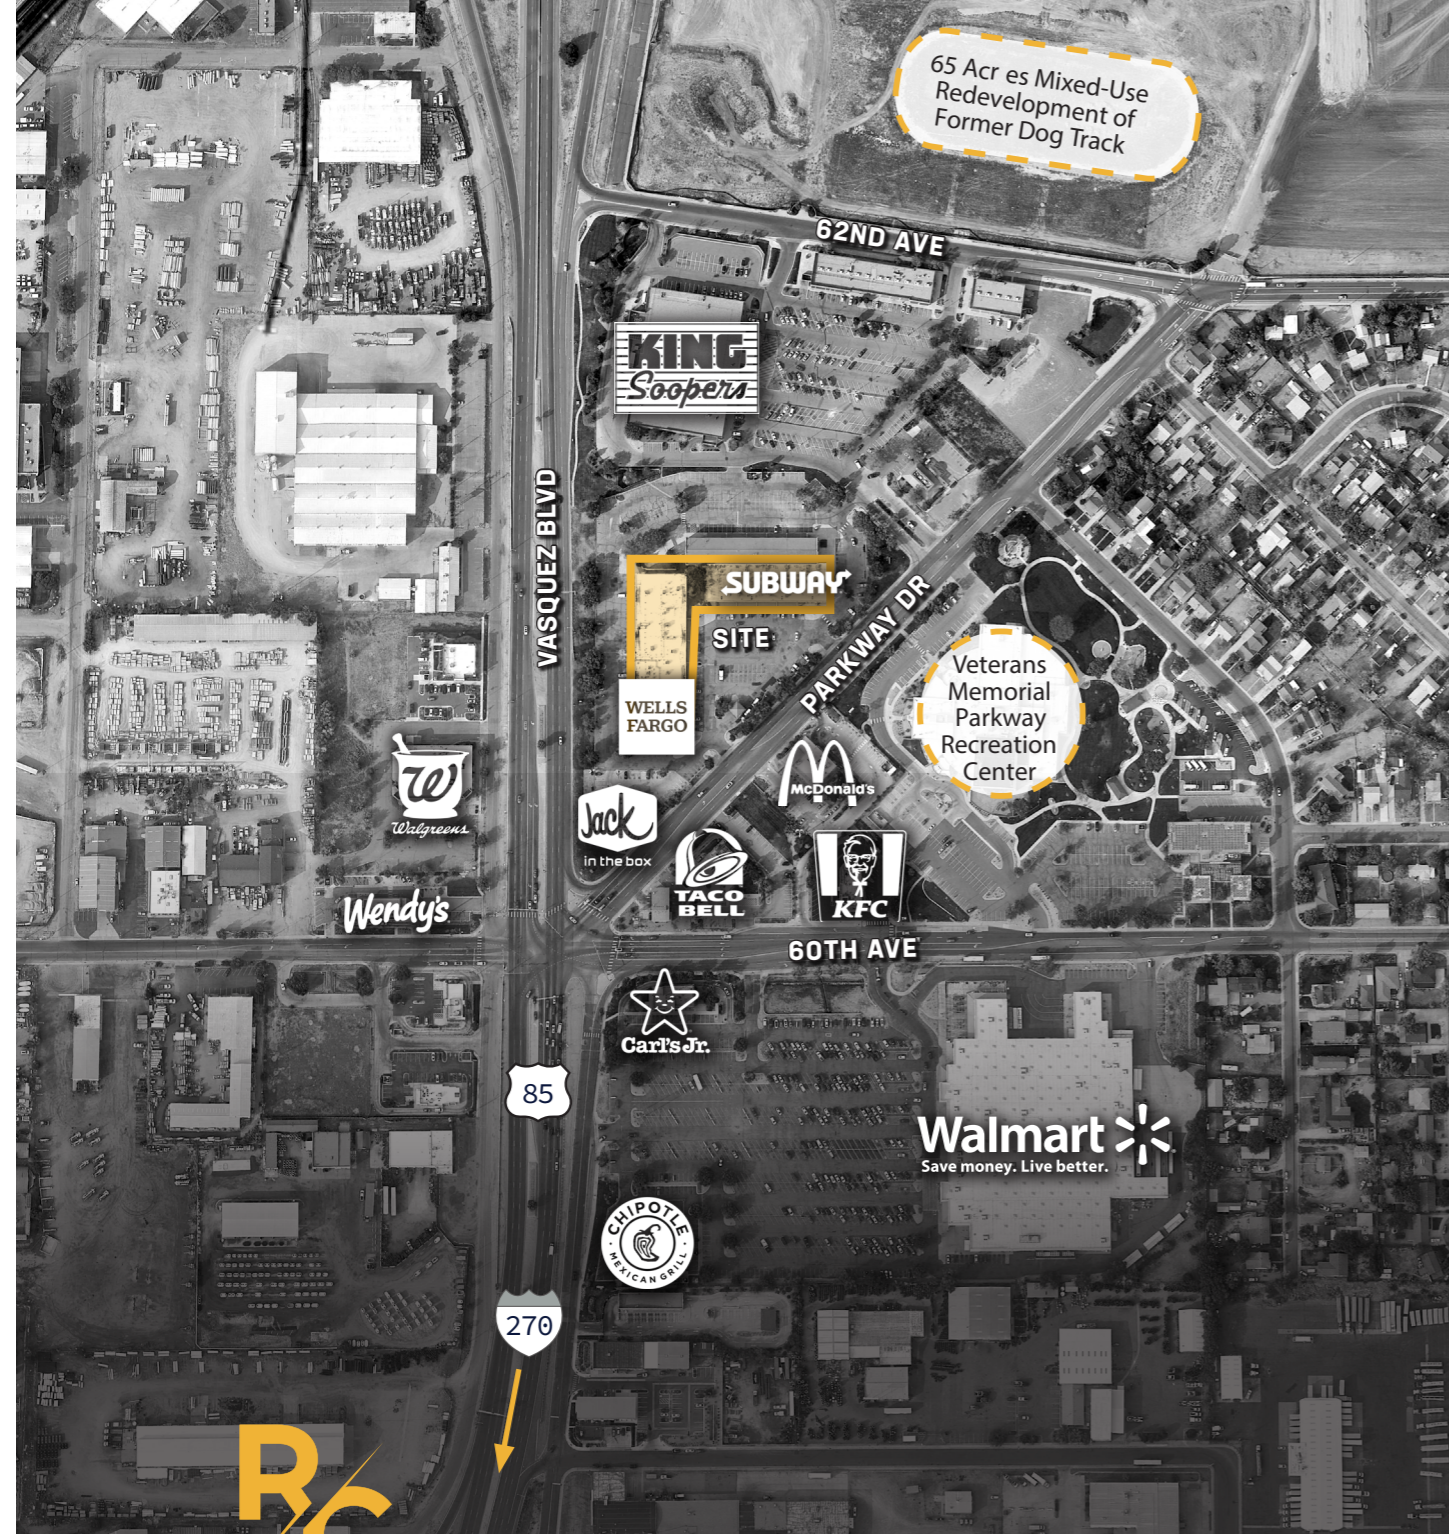 65 Acr es Mixed-Use
Redevelopment of
Former Dog Track
62ND AVE
KING
Soopers
VASQUEZ BLVD
SUBWAY
SITE
PARKWAY DR
WELLS
FARGO
Veterans
Memorial
Parkway
Recreation
Center
W
Walgreens
McDonald's
Jack
in the box
TACO
BELL
KFC
Wendy's
60TH AVE
Carl's Jr.
85
Walmart
Save money. Live better.
CHIPOTLE
MEXICAN GRILL
270
R/C